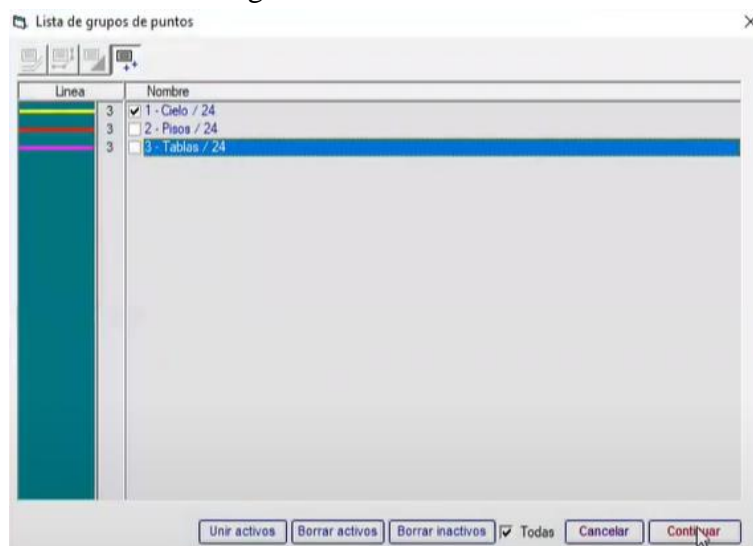 Lista de grupos de puntos
Linea Nombre
3 1 - Cielo / 24
3 2 - Pisos / 24
3 3 - Tablas / 24
Unir activos Borrar activos Borrar inactivos Todas Cancelar Continuar